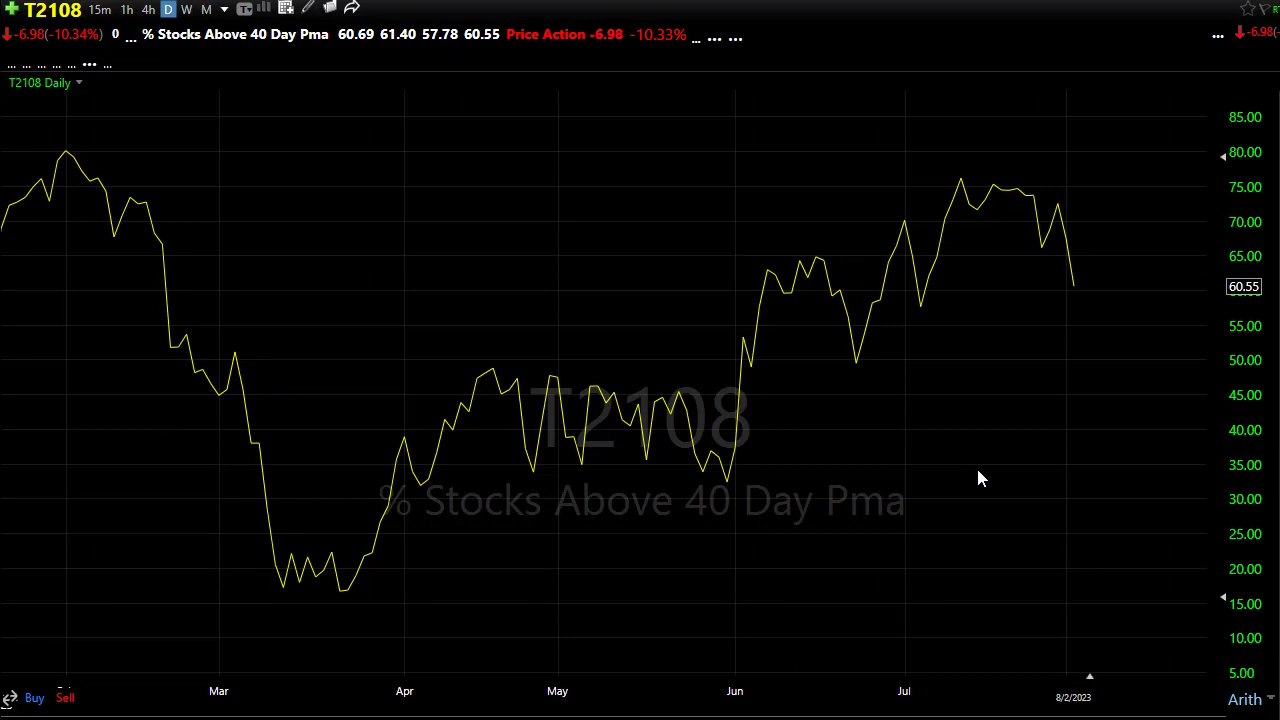 T2108 15m 1h 4h D W M
-6.98(-10.34%) 0 ... % Stocks Above 40 Day Pma 60.69 61.40 57.78 60.55 Price Action -6.98 -10.33% ... ... ... ... -6.98(-
... ... ... ... ... ... ...
T2108 Daily
85.00
80.00
75.00
70.00
65.00
60.55
55.00
50.00
45.00
40.00
35.00
30.00
25.00
20.00
15.00
10.00
5.00
T2108
% Stocks Above 40 Day Pma
Mar Apr May Jun Jul 8/2/2023
Buy Sell Arith